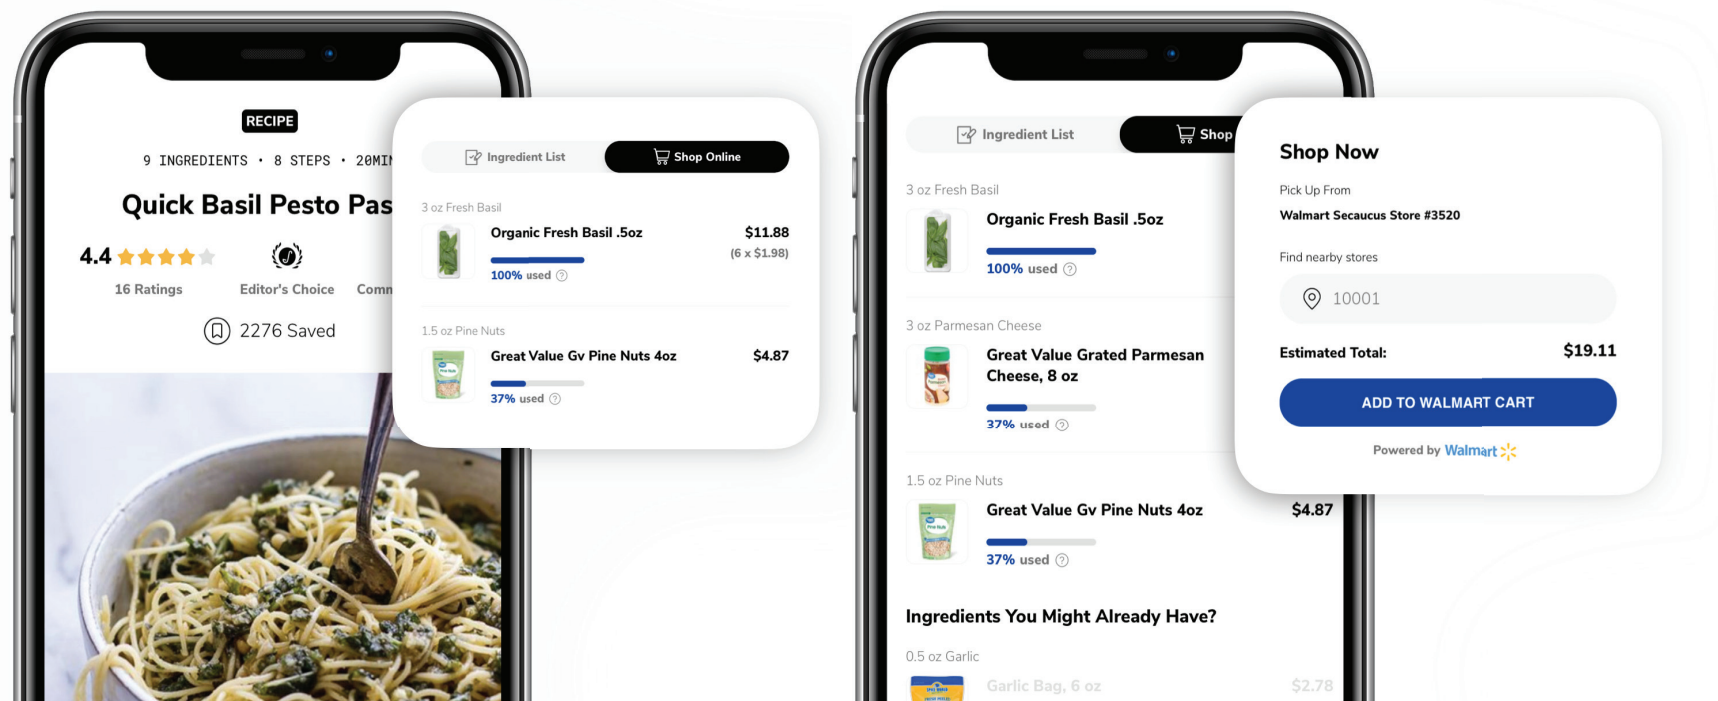 RECIPE
9 INGREDIENTS • 8 STEPS • 20MIN
Quick Basil Pesto Pas
4.4
16 Ratings
Editor's Choice
Comm
2276 Saved
Ingredient List
Shop Online
3 oz Fresh Basil
Organic Fresh Basil .5oz
$11.88
(6 x $1.98)
100% used ?
1.5 oz Pine Nuts
Great Value Gv Pine Nuts 4oz
$4.87
37% used ?
Ingredient List
Shop
3 oz Fresh Basil
Organic Fresh Basil .5oz
100% used ?
3 oz Parmesan Cheese
Great Value Grated Parmesan
Cheese, 8 oz
37% used ?
1.5 oz Pine Nuts
Great Value Gv Pine Nuts 4oz
$4.87
37% used ?
Ingredients You Might Already Have?
0.5 oz Garlic
Garlic Bag, 6 oz
$2.78
Shop Now
Pick Up From
Walmart Secaucus Store #3520
Find nearby stores
10001
Estimated Total:
$19.11
ADD TO WALMART CART
Powered by Walmart